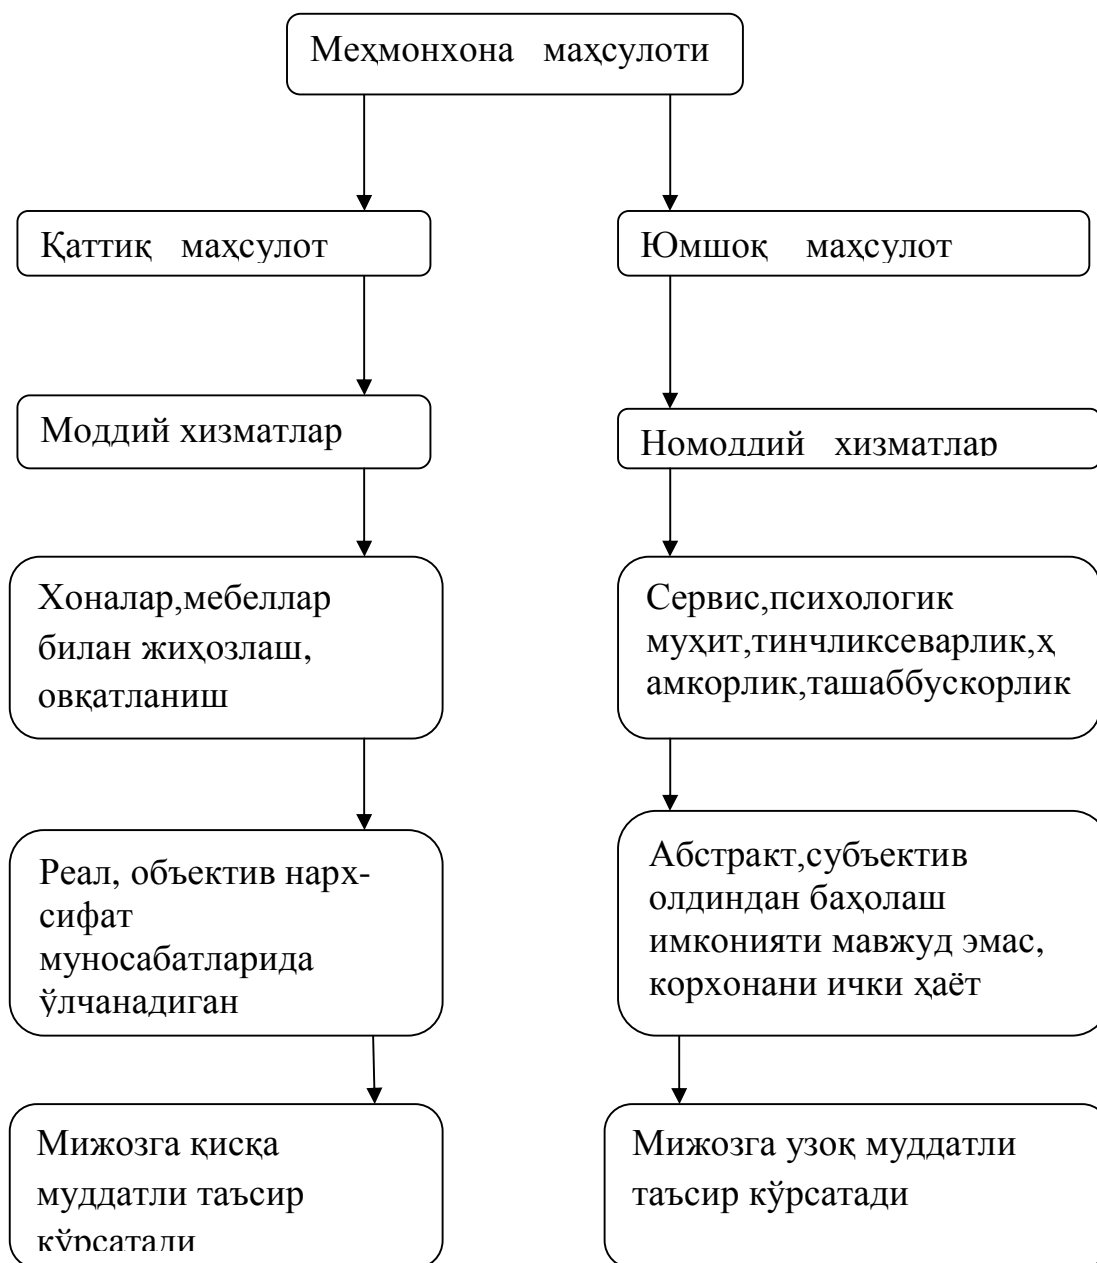 Меҳмонхона маҳсулоти
Қаттиқ маҳсулот
Юмшоқ маҳсулот
Моддий хизматлар
Номоддий хизматлар
Хоналар,мебеллар
билан жиҳозлаш,
овқатланиш
Сервис,психологик
муҳит,тинчликсеварлик,ҳ
амкорлик,ташаббускорлик
Реал, объектив нарх-
сифат
муносабатларида
ўлчанадиган
Абстракт,субъектив
олдиндан баҳолаш
имконияти мавжуд эмас,
корхонани ички ҳаёт
Мижозга қисқа
муддатли таъсир
кўрсатади
Мижозга узоқ муддатли
таъсир кўрсатади